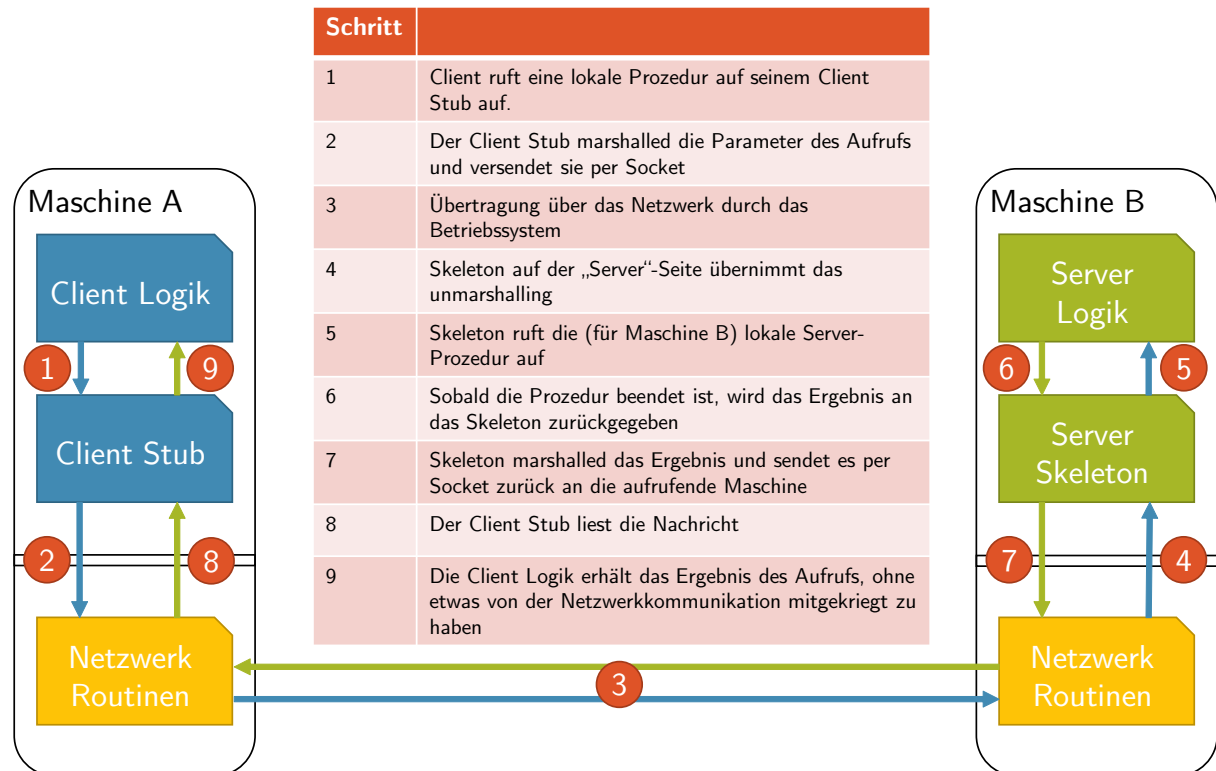 Schritt
1 Client ruft eine lokale Prozedur auf seinem Client
Stub auf.
2 Der Client Stub marshalled die Parameter des Aufrufs
und versendet sie per Socket
3 Übertragung über das Netzwerk durch das
Betriebssystem
4 Skeleton auf der „Server“-Seite übernimmt das
unmarshalling
5 Skeleton ruft die (für Maschine B) lokale Server-
Prozedur auf
6 Sobald die Prozedur beendet ist, wird das Ergebnis an
das Skeleton zurückgegeben
7 Skeleton marshalled das Ergebnis und sendet es per
Socket zurück an die aufrufende Maschine
8 Der Client Stub liest die Nachricht
9 Die Client Logik erhält das Ergebnis des Aufrufs, ohne
etwas von der Netzwerkkommunikation mitgekriegt zu
haben
Maschine A
Client Logik
1 9
Client Stub
2 8
Netzwerk
Routinen
3
Maschine B
Server
Logik
6 5
Server
Skeleton
7 4
Netzwerk
Routinen